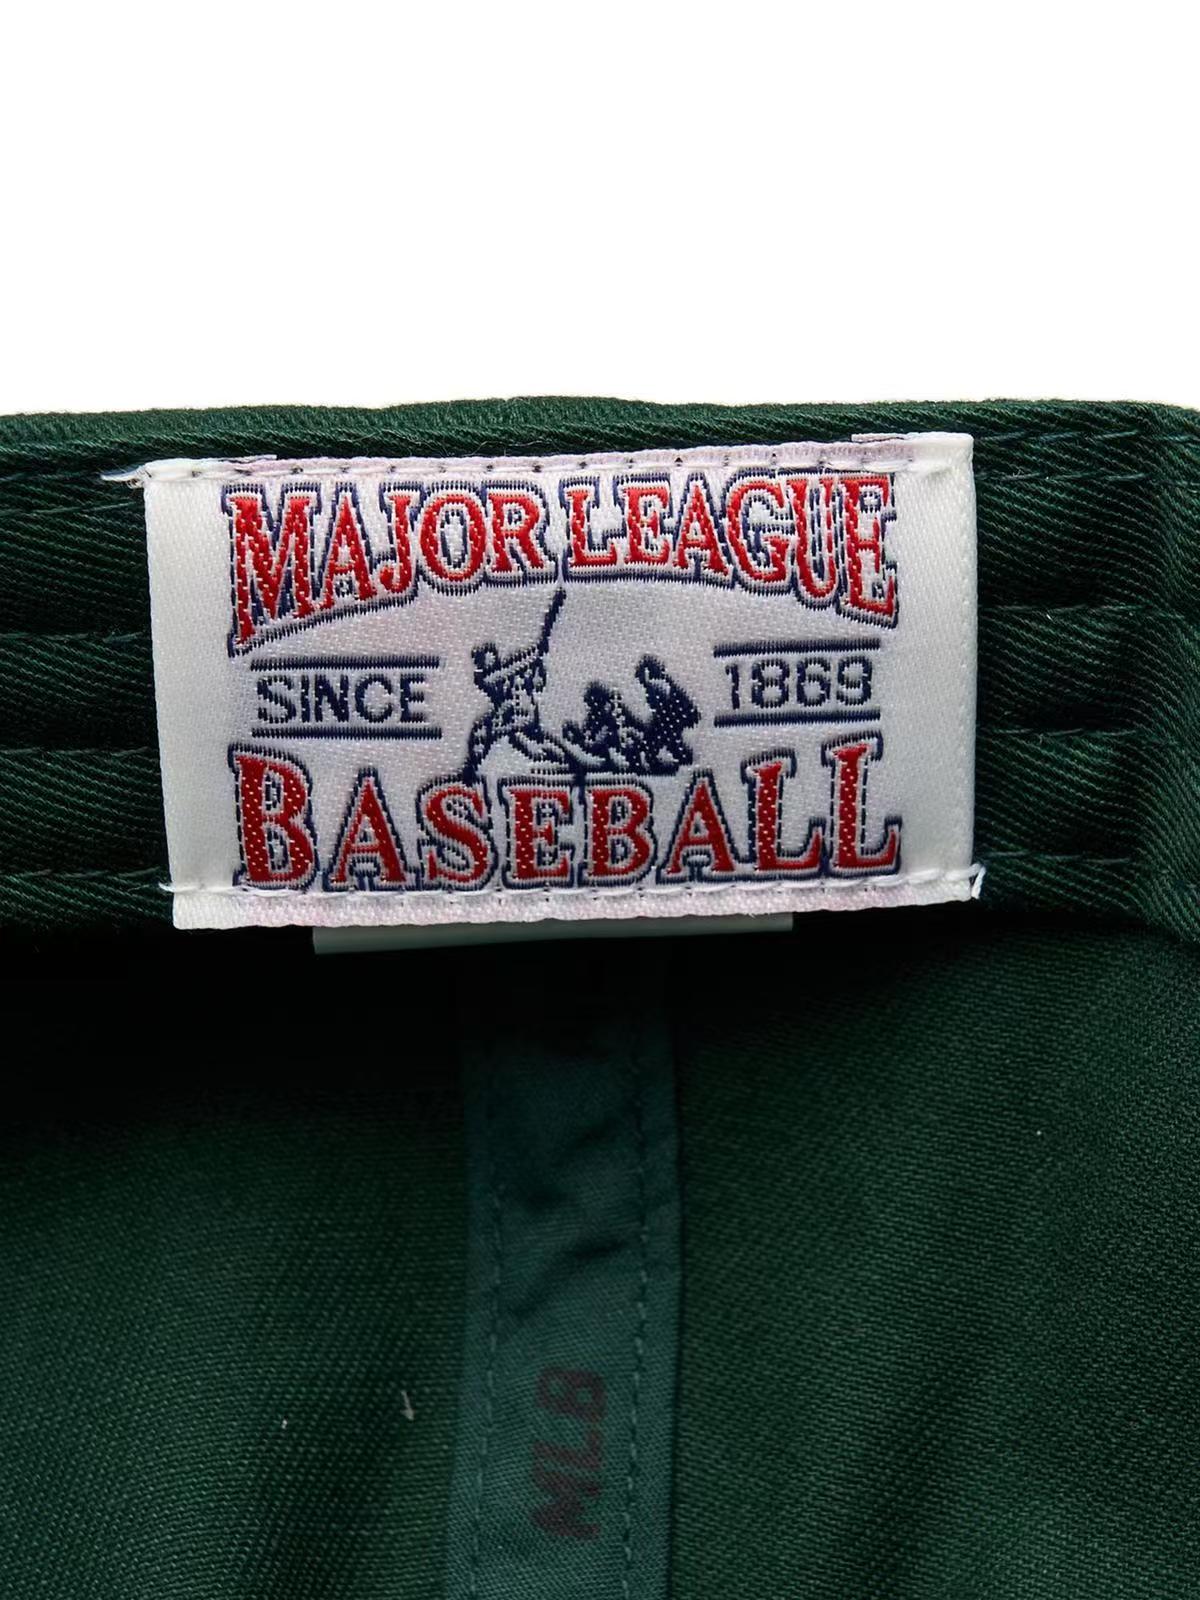 MAJOR LEAGUE
SINCE 1869
BASEBALL
MLB